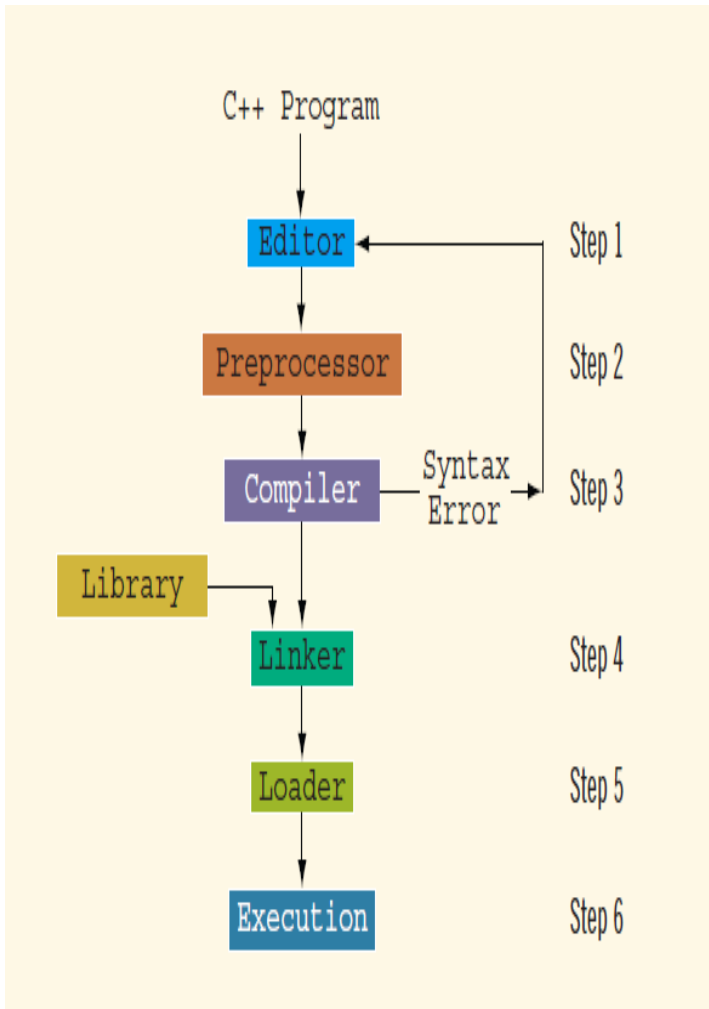 C++ Program
Editor
Step 1
Preprocessor
Step 2
Compiler
Syntax
Error
Step 3
Library
Linker
Step 4
Loader
Step 5
Execution
Step 6